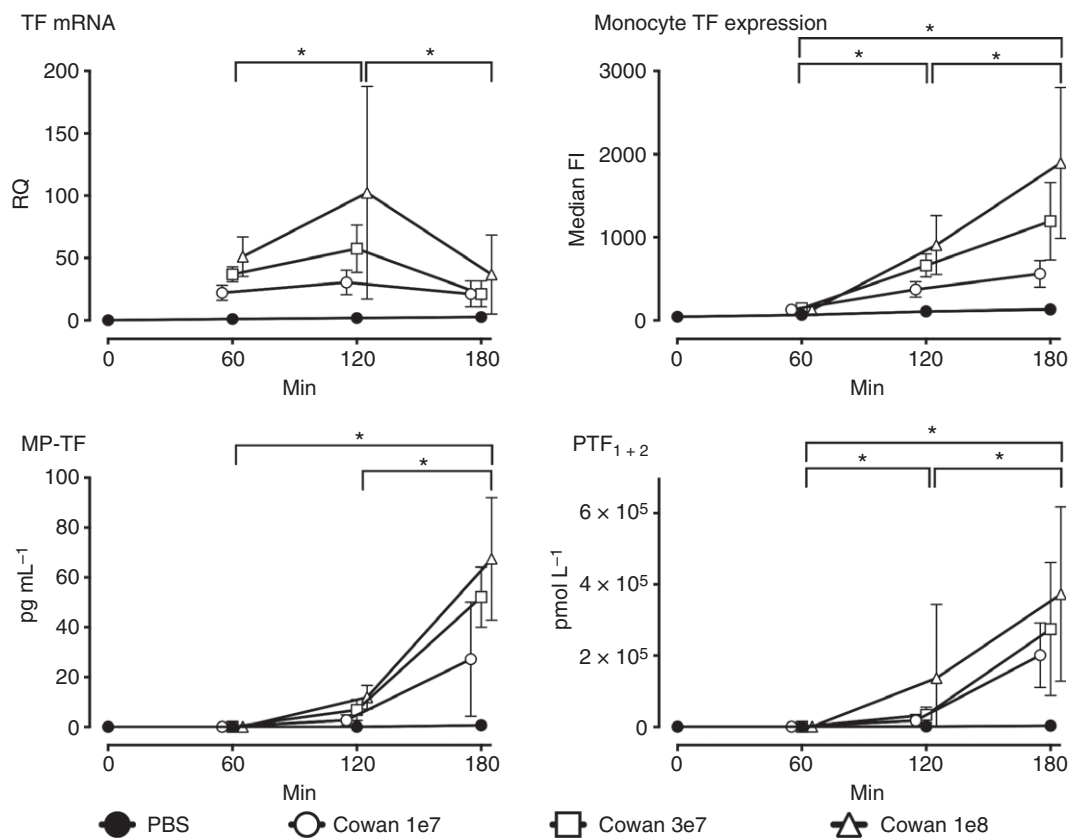 TF mRNA
* *
200
150
100
50
0
RQ
0 60 120 180
Min
Monocyte TF expression
*
* *
3000
2000
1000
0
Median FI
0 60 120 180
Min
MP-TF
*
*
100
80
60
40
20
0
pg mL⁻¹
0 60 120 180
Min
PTF₁₊₂
*
* *
6 × 10⁵
4 × 10⁵
2 × 10⁵
0
pmol L⁻¹
0 60 120 180
Min
PBS Cowan 1e7 Cowan 3e7 Cowan 1e8